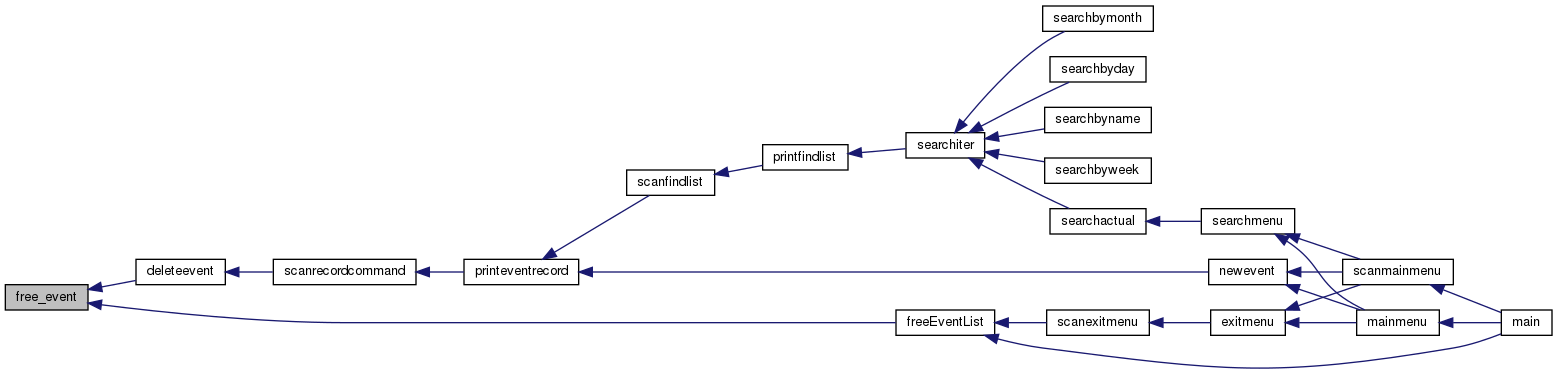 searchbymonth
searchbyday
searchbyname
searchiter
printfindlist
searchbyweek
scanfindlist
searchactual
searchmenu
deleteevent
scanrecordcommand
printeventrecord
newevent
scanmainmenu
free_event
freeEventList
scanexitmenu
exitmenu
mainmenu
main